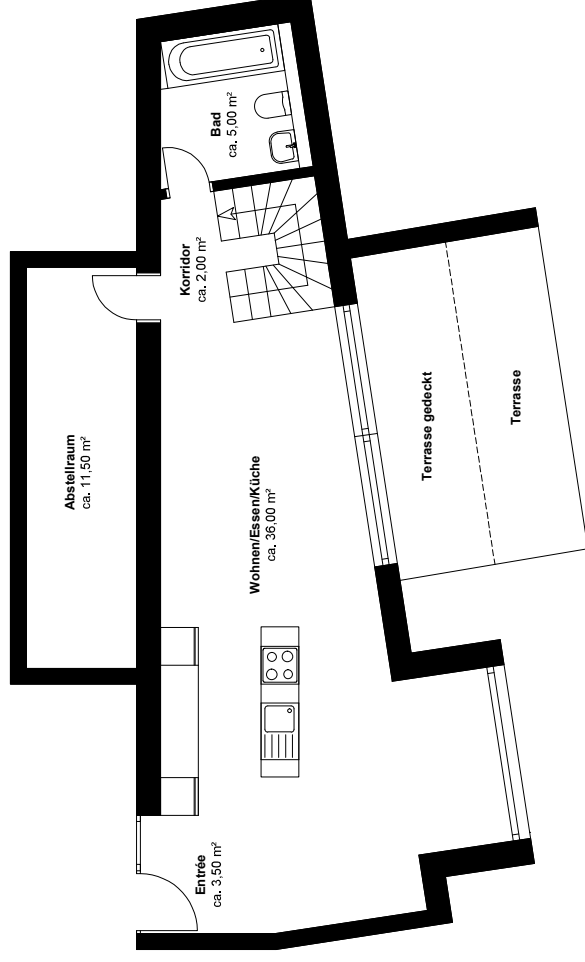 Bad
ca. 5,00 m²
Korridor
ca. 2,00 m²
Abstellraum
ca. 11,50 m²
Terrasse gedeckt
Terrasse
Wohnen/Essen/Küche
ca. 36,00 m²
Entrée
ca. 3,50 m²